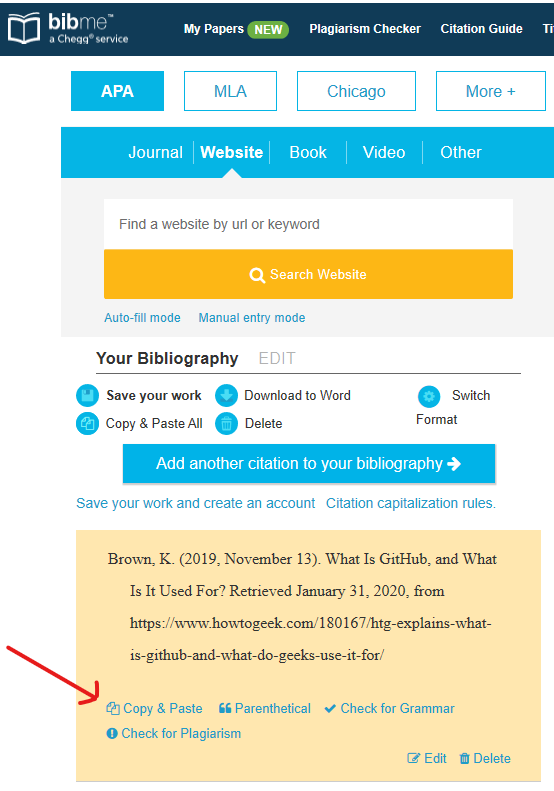 bibme™
a Chegg® service
My Papers NEW Plagiarism Checker Citation Guide
APA MLA Chicago More +
Journal Website Book Video Other
Find a website by url or keyword
Search Website
Auto-fill mode Manual entry mode
Your Bibliography EDIT
Save your work Download to Word Switch Format
Copy & Paste All Delete
Add another citation to your bibliography
Save your work and create an account Citation capitalization rules.
Brown, K. (2019, November 13). What Is GitHub, and What
Is It Used For? Retrieved January 31, 2020, from
https://www.howtogeek.com/180167/htg-explains-what-
is-github-and-what-do-geeks-use-it-for/
Copy & Paste Parenthetical Check for Grammar
Check for Plagiarism
Edit Delete